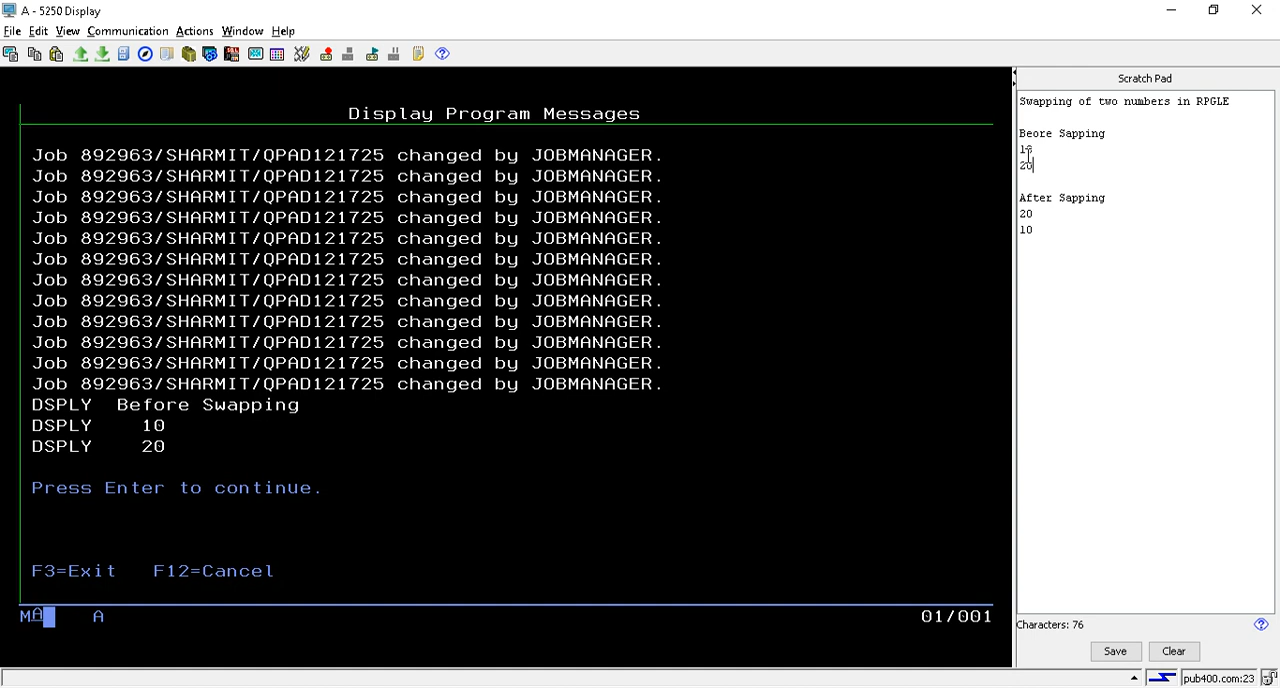 A - 5250 Display
File Edit View Communication Actions Window Help
Display Program Messages
Job 892963/SHARMIT/QPAD121725 changed by JOBMANAGER.
Job 892963/SHARMIT/QPAD121725 changed by JOBMANAGER.
Job 892963/SHARMIT/QPAD121725 changed by JOBMANAGER.
Job 892963/SHARMIT/QPAD121725 changed by JOBMANAGER.
Job 892963/SHARMIT/QPAD121725 changed by JOBMANAGER.
Job 892963/SHARMIT/QPAD121725 changed by JOBMANAGER.
Job 892963/SHARMIT/QPAD121725 changed by JOBMANAGER.
Job 892963/SHARMIT/QPAD121725 changed by JOBMANAGER.
Job 892963/SHARMIT/QPAD121725 changed by JOBMANAGER.
Job 892963/SHARMIT/QPAD121725 changed by JOBMANAGER.
Job 892963/SHARMIT/QPAD121725 changed by JOBMANAGER.
Job 892963/SHARMIT/QPAD121725 changed by JOBMANAGER.
DSPLY Before Swapping
DSPLY 10
DSPLY 20
Press Enter to continue.
F3=Exit F12=Cancel
MA A 01/001
Scratch Pad
Swapping of two numbers in RPGLE
Beore Sapping
20
After Sapping
20
10
Characters: 76
Save Clear
pub400.com:23